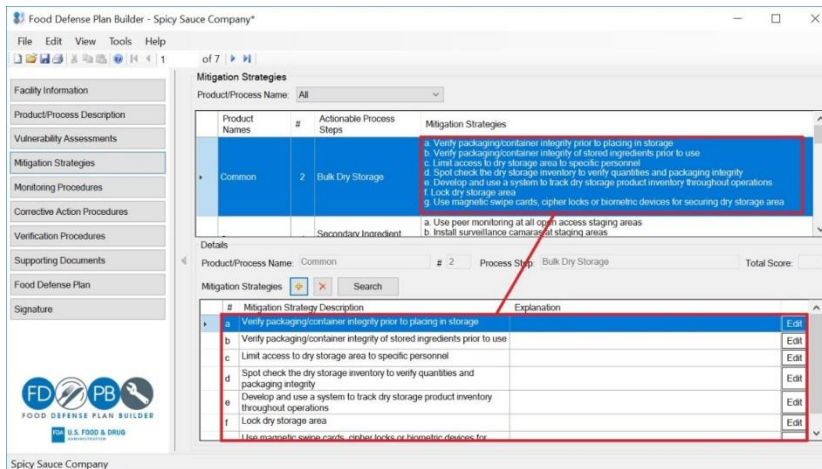 Food Defense Plan Builder - Spicy Sauce Company*
File Edit View Tools Help
1 of 7
Facility Information
Product/Process Description
Vulnerability Assessments
Mitigation Strategies
Monitoring Procedures
Corrective Action Procedures
Verification Procedures
Supporting Documents
Food Defense Plan
Signature
FD PB
FOOD DEFENSE PLAN BUILDER
FDA U.S. FOOD & DRUG
ADMINISTRATION
Mitigation Strategies
Product/Process Name: All
Product Names # Actionable Process Steps Mitigation Strategies
Common 2 Bulk Dry Storage
a. Verify packaging/container integrity prior to placing in storage
b. Verify packaging/container integrity of stored ingredients prior to use
c. Limit access to dry storage area to specific personnel
d. Spot check the dry storage inventory to verify quantities and packaging integrity
e. Develop and use a system to track dry storage product inventory throughout operations
f. Lock dry storage area
g. Use magnetic swipe cards, cipher locks or biometric devices for securing dry storage area
Secondary Ingredient
a. Use peer monitoring at all open access staging areas
b. Install surveillance camaras at staging areas
Details
Product/Process Name: Common # 2 Process Step: Bulk Dry Storage Total Score:
Mitigation Strategies Search
# Mitigation Strategy Description Explanation
a Verify packaging/container integrity prior to placing in storage Edit
b Verify packaging/container integrity of stored ingredients prior to use Edit
c Limit access to dry storage area to specific personnel Edit
d Spot check the dry storage inventory to verify quantities and
packaging integrity Edit
e Develop and use a system to track dry storage product inventory
throughout operations Edit
f Lock dry storage area Edit
Use magnetic swipe cards, cipher locks or biometric devices for
Spicy Sauce Company